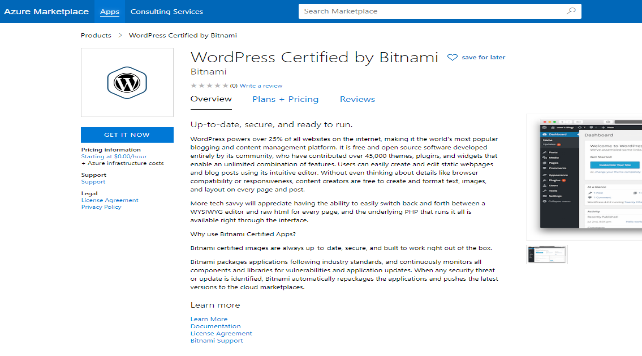 Azure Marketplace Apps Consulting Services Search Marketplace
Products > WordPress Certified by Bitnami
WordPress Certified by Bitnami
save for later
Bitnami
(0) Write a review
Overview Plans + Pricing Reviews
GET IT NOW
Pricing information
Starting at $0.00/hour
+ Azure infrastructure costs
Support
Support
Legal
License Agreement
Privacy Policy
Up-to-date, secure, and ready to run.
WordPress powers over 25% of all websites on the internet, making it the world's most popular
blogging and content management platform. It is free and open source software developed
entirely by its community, who have contributed over 45,000 themes, plugins, and widgets that
enable an unlimited combination of features. Users can easily create and edit static webpages
and blog posts using its intuitive editor. Without even thinking about details like browser
compatibility or responsiveness, content creators are free to create and format text, images,
and layout on every page and post.
More tech savvy will appreciate having the ability to easily switch back and forth between a
WYSIWYG editor and raw html for every page, and the underlying PHP that runs it all is
available right through the interface.
Why use Bitnami Certified Apps?
Bitnami certified images are always up-to-date, secure, and built to work right out of the box.
Bitnami packages applications following industry standards, and continuously monitors all
components and libraries for vulnerabilities and application updates. When any security threat
or update is identified, Bitnami automatically repackages the applications and pushes the latest
versions to the cloud marketplaces.
Learn more
Learn More
Documentation
License Agreement
Bitnami Support
Dashboard